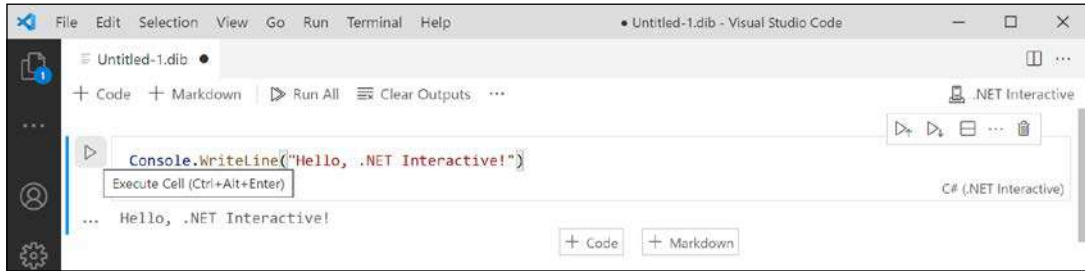 File Edit Selection View Go Run Terminal Help ● Untitled-1.dib - Visual Studio Code
1
Untitled-1.dib ●
+ Code + Markdown Run All Clear Outputs ... .NET Interactive
Console.WriteLine("Hello, .NET Interactive!")
Execute Cell (Ctrl+Alt+Enter)
C# (.NET Interactive)
... Hello, .NET Interactive!
+ Code + Markdown